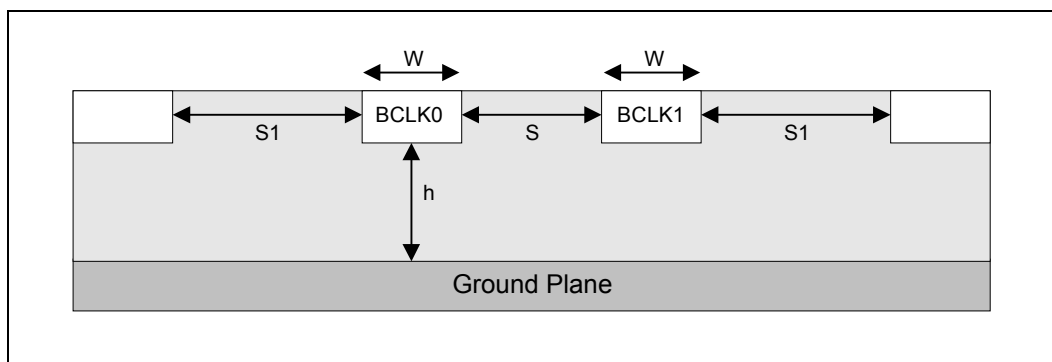 W
W
BCLK0
BCLK1
S1
S
S1
h
Ground Plane